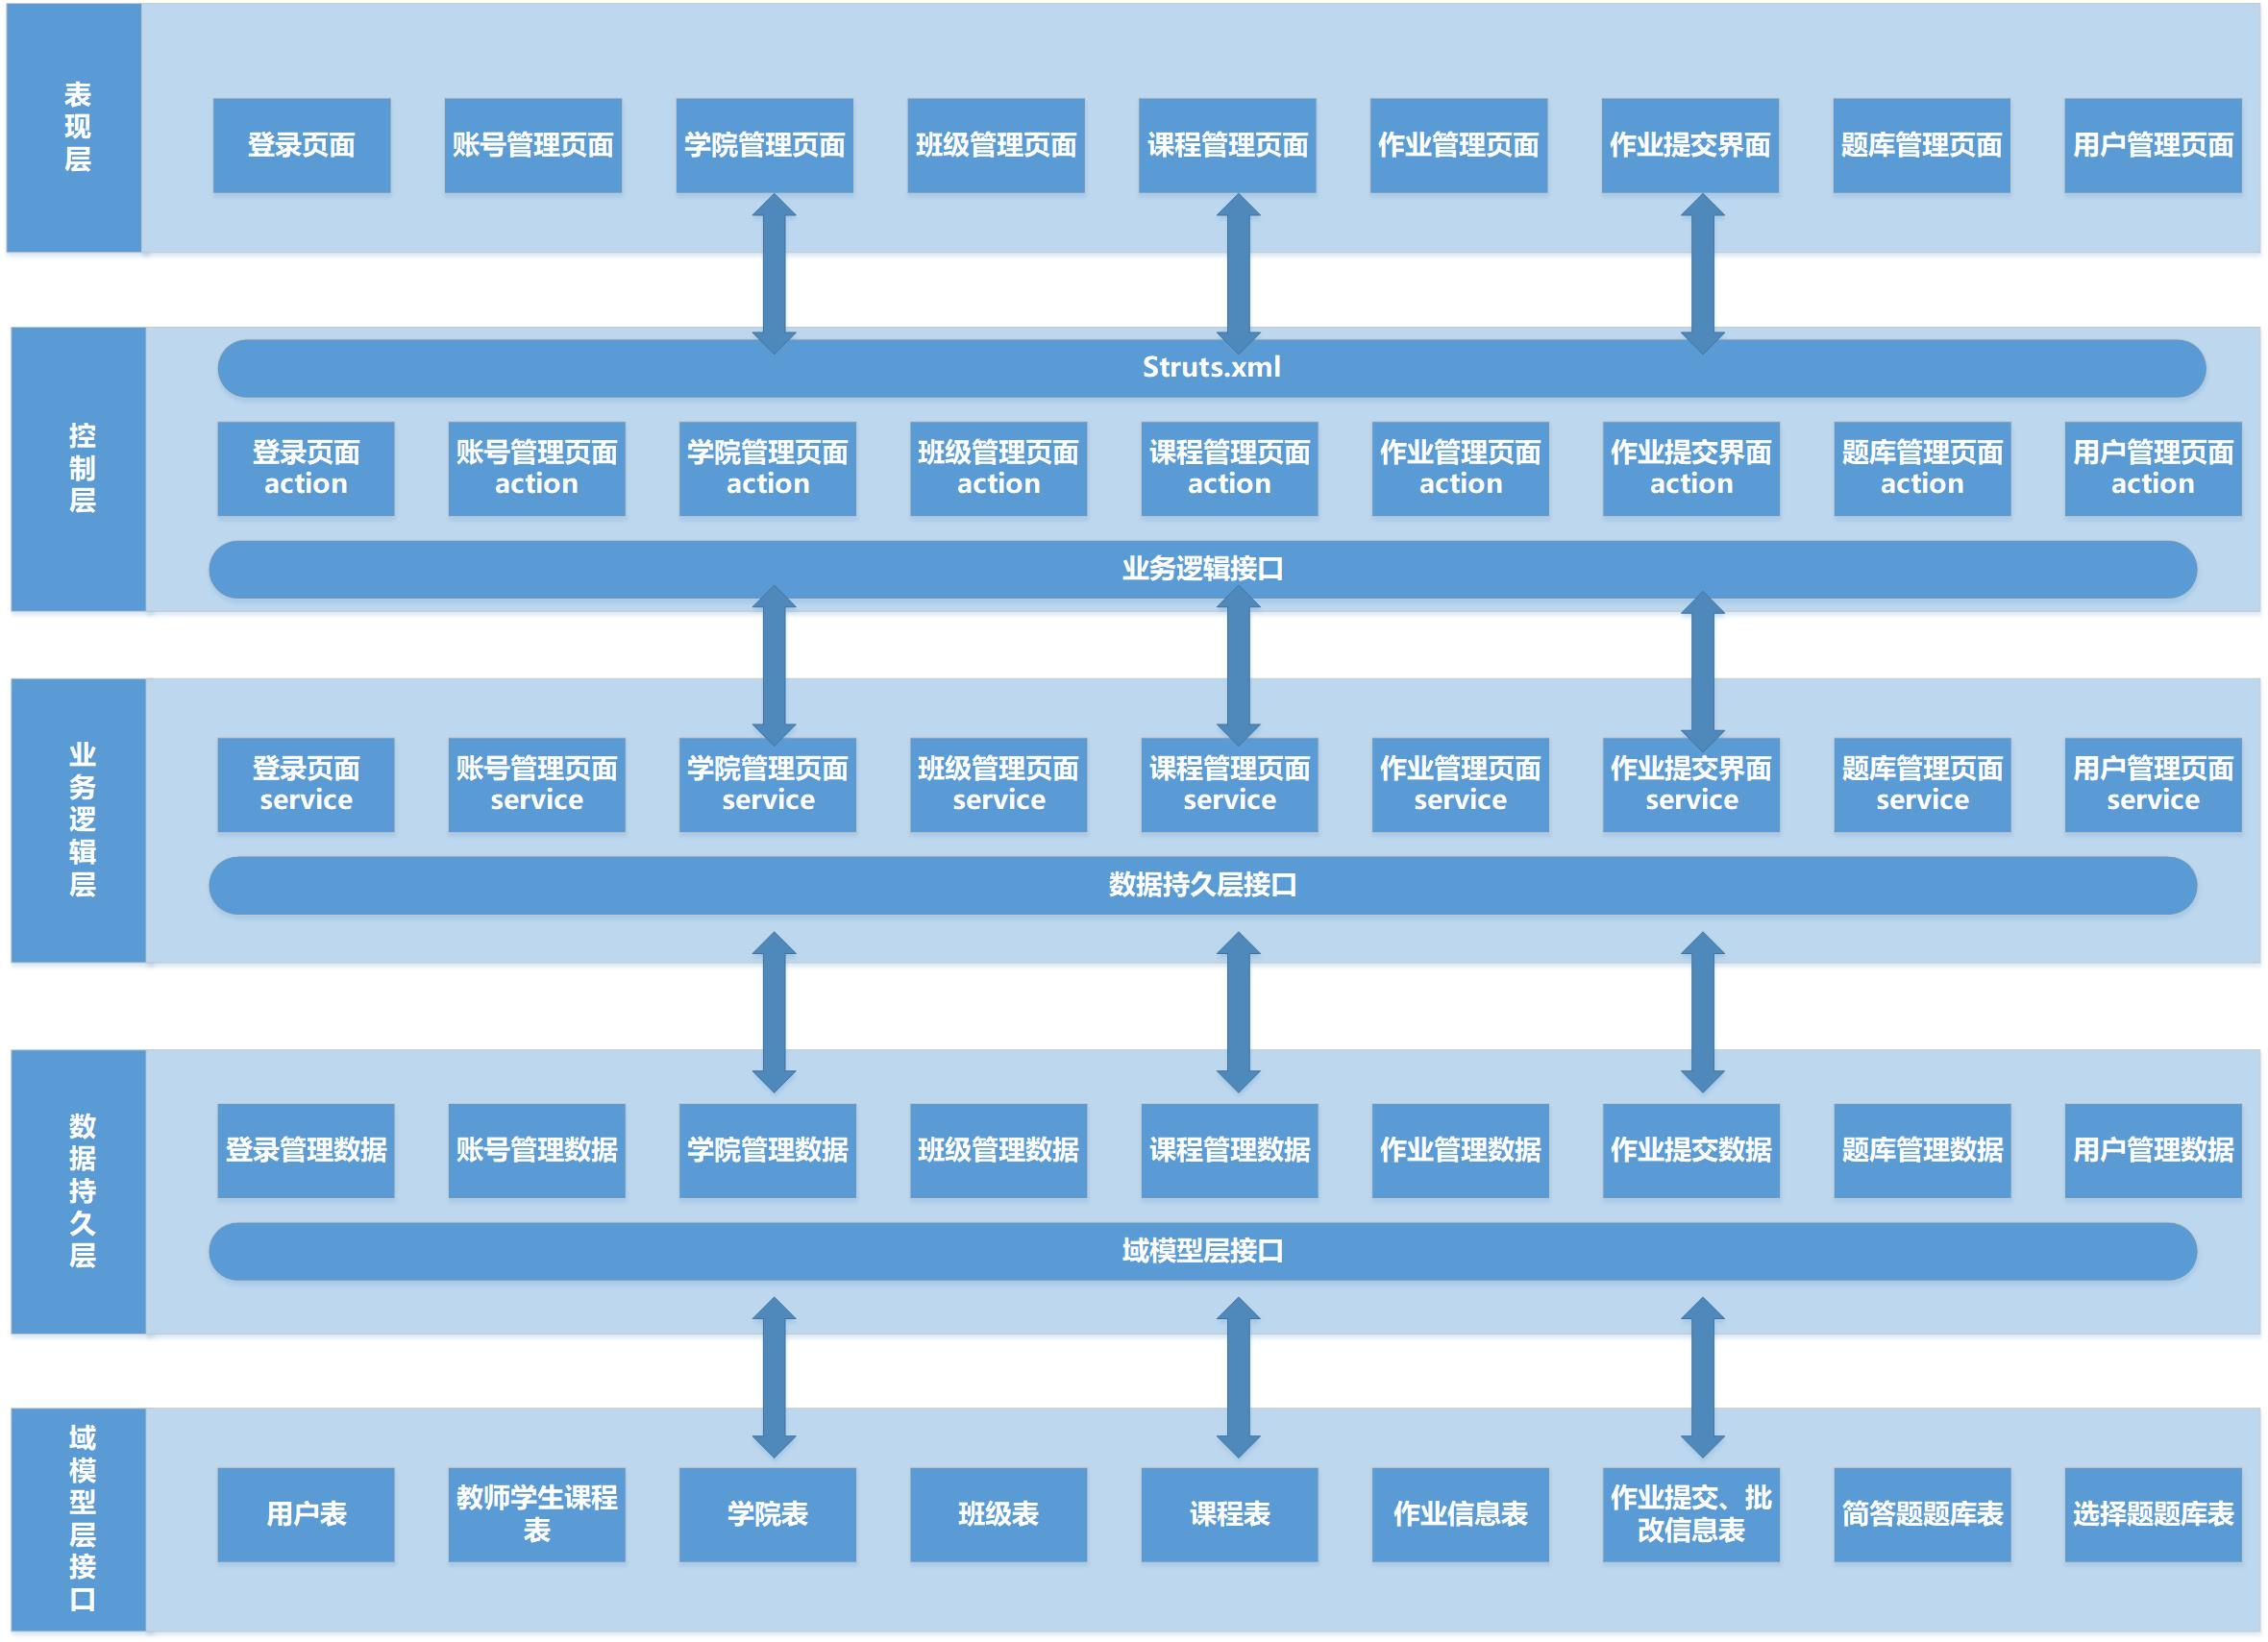 表现层
登录页面
账号管理页面
学院管理页面
班级管理页面
课程管理页面
作业管理页面
作业提交界面
题库管理页面
用户管理页面
控制层
Struts.xml
登录页面
action
账号管理页面
action
学院管理页面
action
班级管理页面
action
课程管理页面
action
作业管理页面
action
作业提交界面
action
题库管理页面
action
用户管理页面
action
业务逻辑接口
业务逻辑层
登录页面
service
账号管理页面
service
学院管理页面
service
班级管理页面
service
课程管理页面
service
作业管理页面
service
作业提交界面
service
题库管理页面
service
用户管理页面
service
数据持久层接口
数据持久层
登录管理数据
账号管理数据
学院管理数据
班级管理数据
课程管理数据
作业管理数据
作业提交数据
题库管理数据
用户管理数据
域模型层接口
域模型层接口
用户表
教师学生课程
表
学院表
班级表
课程表
作业信息表
作业提交、批
改信息表
简答题题库表
选择题题库表